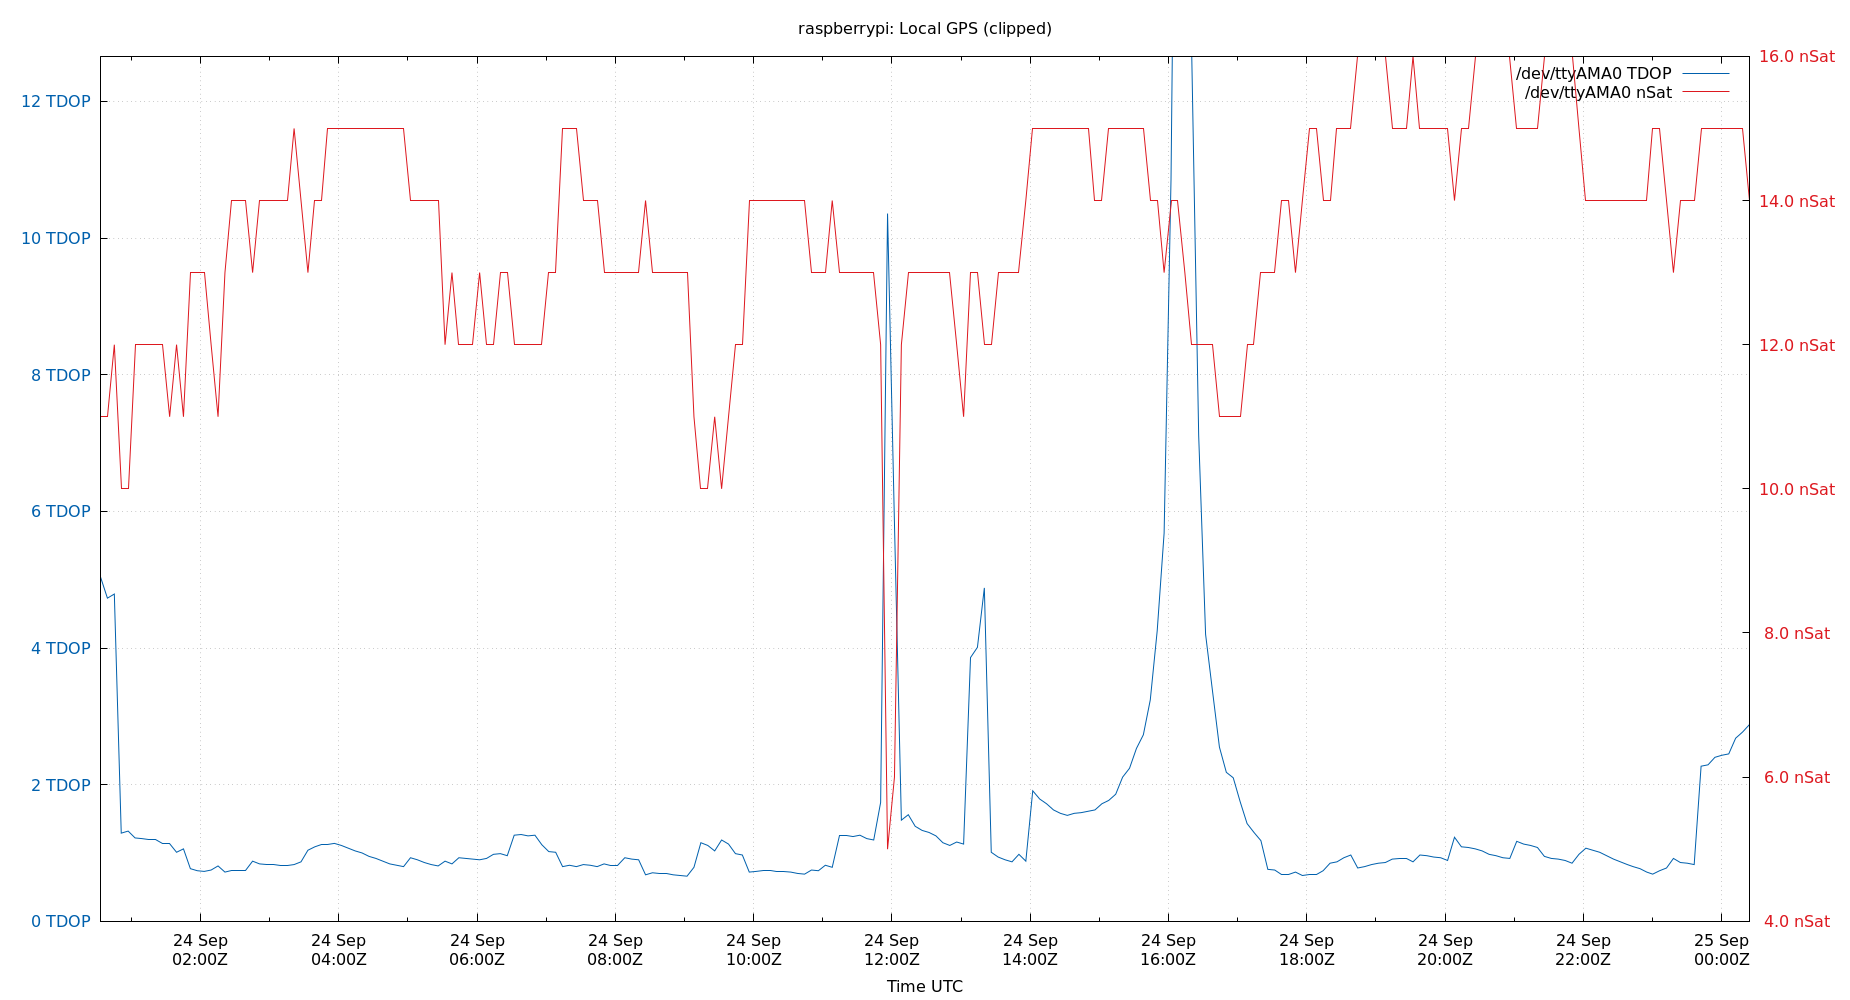 raspberrypi: Local GPS (clipped)
16.0 nSat
/dev/ttyAMA0 TDOP
/dev/ttyAMA0 nSat
12 TDOP
14.0 nSat
10 TDOP
12.0 nSat
8 TDOP
10.0 nSat
6 TDOP
8.0 nSat
4 TDOP
6.0 nSat
2 TDOP
4.0 nSat
0 TDOP
24 Sep 24 Sep 24 Sep 24 Sep 24 Sep 24 Sep 24 Sep 24 Sep 24 Sep 24 Sep 24 Sep 25 Sep
02:00Z 04:00Z 06:00Z 08:00Z 10:00Z 12:00Z 14:00Z 16:00Z 18:00Z 20:00Z 22:00Z 00:00Z
Time UTC